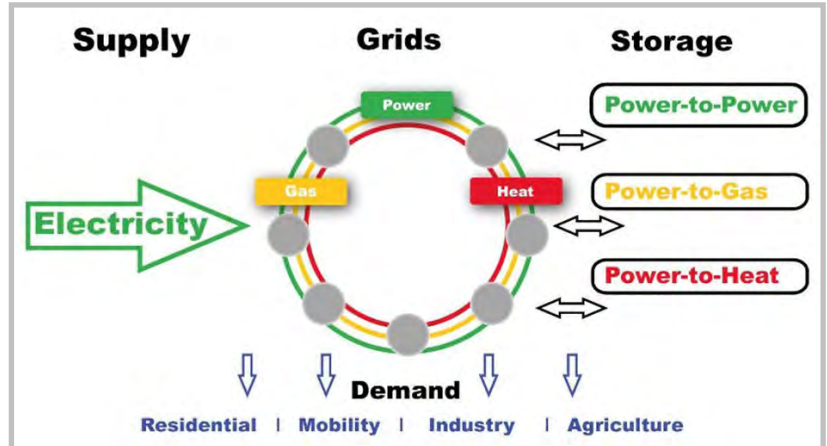 Supply
Grids
Storage
Power
Power-to-Power
Gas
Heat
Power-to-Gas
Electricity
Power-to-Heat
Demand
Residential | Mobility | Industry | Agriculture